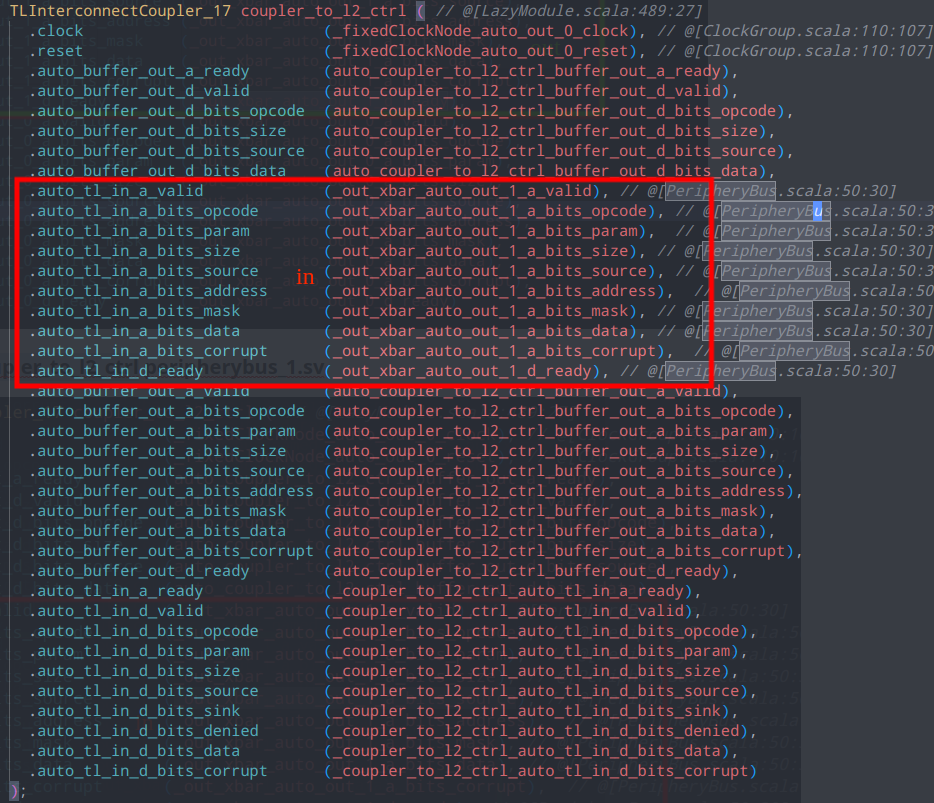 TLInterconnectCoupler_17 coupler_to_l2_ctrl ( // @[LazyModule.scala:489:27]
.clock (_fixedClockNode_auto_out_0_clock), // @[ClockGroup.scala:110:107]
.reset (_fixedClockNode_auto_out_0_reset), // @[ClockGroup.scala:110:107]
.auto_buffer_out_a_ready (auto_coupler_to_l2_ctrl_buffer_out_a_ready),
.auto_buffer_out_d_valid (auto_coupler_to_l2_ctrl_buffer_out_d_valid),
.auto_buffer_out_d_bits_opcode (auto_coupler_to_l2_ctrl_buffer_out_d_bits_opcode),
.auto_buffer_out_d_bits_size (auto_coupler_to_l2_ctrl_buffer_out_d_bits_size),
.auto_buffer_out_d_bits_source (auto_coupler_to_l2_ctrl_buffer_out_d_bits_source),
.auto_buffer_out_d_bits_data (auto_coupler_to_l2_ctrl_buffer_out_d_bits_data),
.auto_tl_in_a_valid (_out_xbar_auto_out_1_a_valid), // @[PeripheryBus.scala:50:30]
.auto_tl_in_a_bits_opcode (_out_xbar_auto_out_1_a_bits_opcode), // @[PeripheryBus.scala:50:3
.auto_tl_in_a_bits_param (_out_xbar_auto_out_1_a_bits_param), // @[PeripheryBus.scala:50:3
.auto_tl_in_a_bits_size (_out_xbar_auto_out_1_a_bits_size), // @[PeripheryBus.scala:50:30]
.auto_tl_in_a_bits_source in (_out_xbar_auto_out_1_a_bits_source), // @[PeripheryBus.scala:50:3
.auto_tl_in_a_bits_address (_out_xbar_auto_out_1_a_bits_address), // @[PeripheryBus.scala:50
.auto_tl_in_a_bits_mask (_out_xbar_auto_out_1_a_bits_mask), // @[PeripheryBus.scala:50:30]
.auto_tl_in_a_bits_data (_out_xbar_auto_out_1_a_bits_data), // @[PeripheryBus.scala:50:30]
.auto_tl_in_a_bits_corrupt (_out_xbar_auto_out_1_a_bits_corrupt), // @[PeripheryBus.scala:50
.auto_tl_in_d_ready (_out_xbar_auto_out_1_d_ready), // @[PeripheryBus.scala:50:30]
.auto_buffer_out_a_valid (auto_coupler_to_l2_ctrl_buffer_out_a_valid),
.auto_buffer_out_a_bits_opcode (auto_coupler_to_l2_ctrl_buffer_out_a_bits_opcode),
.auto_buffer_out_a_bits_param (auto_coupler_to_l2_ctrl_buffer_out_a_bits_param),
.auto_buffer_out_a_bits_size (auto_coupler_to_l2_ctrl_buffer_out_a_bits_size),
.auto_buffer_out_a_bits_source (auto_coupler_to_l2_ctrl_buffer_out_a_bits_source),
.auto_buffer_out_a_bits_address (auto_coupler_to_l2_ctrl_buffer_out_a_bits_address),
.auto_buffer_out_a_bits_mask (auto_coupler_to_l2_ctrl_buffer_out_a_bits_mask),
.auto_buffer_out_a_bits_data (auto_coupler_to_l2_ctrl_buffer_out_a_bits_data),
.auto_buffer_out_a_bits_corrupt (auto_coupler_to_l2_ctrl_buffer_out_a_bits_corrupt),
.auto_buffer_out_d_ready (auto_coupler_to_l2_ctrl_buffer_out_d_ready),
.auto_tl_in_a_ready (_coupler_to_l2_ctrl_auto_tl_in_a_ready),
.auto_tl_in_d_valid (_coupler_to_l2_ctrl_auto_tl_in_d_valid),
.auto_tl_in_d_bits_opcode (_coupler_to_l2_ctrl_auto_tl_in_d_bits_opcode),
.auto_tl_in_d_bits_param (_coupler_to_l2_ctrl_auto_tl_in_d_bits_param),
.auto_tl_in_d_bits_size (_coupler_to_l2_ctrl_auto_tl_in_d_bits_size),
.auto_tl_in_d_bits_source (_coupler_to_l2_ctrl_auto_tl_in_d_bits_source),
.auto_tl_in_d_bits_sink (_coupler_to_l2_ctrl_auto_tl_in_d_bits_sink),
.auto_tl_in_d_bits_denied (_coupler_to_l2_ctrl_auto_tl_in_d_bits_denied),
.auto_tl_in_d_bits_data (_coupler_to_l2_ctrl_auto_tl_in_d_bits_data),
.auto_tl_in_d_bits_corrupt (_coupler_to_l2_ctrl_auto_tl_in_d_bits_corrupt)
);